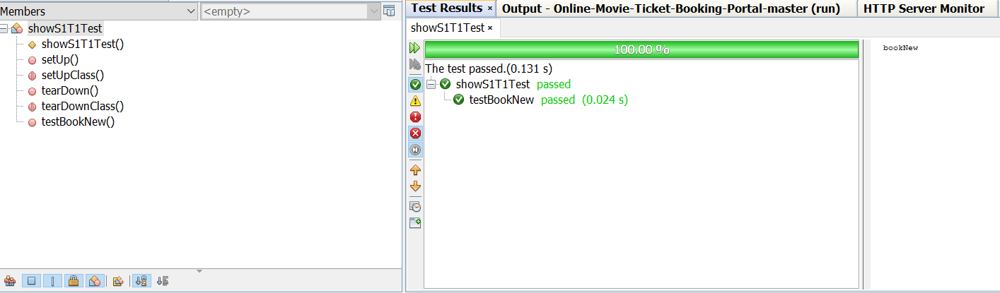 Members
<empty>
showS1T1Test
showS1T1Test()
setUp()
setUpClass()
tearDown()
tearDownClass()
testBookNew()
Test Results × Output - Online-Movie-Ticket-Booking-Portal-master (run) HTTP Server Monitor
showS1T1Test ×
100.00 %
The test passed.(0.131 s)
showS1T1Test passed
testBookNew passed (0.024 s)
bookNew